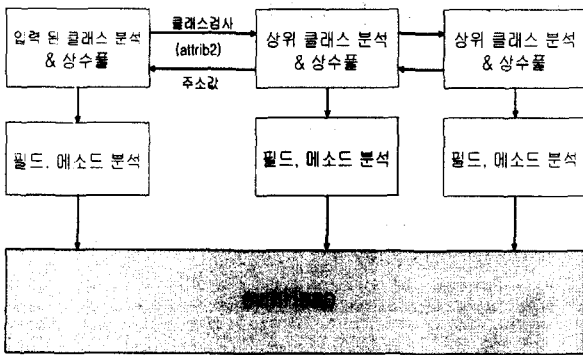 입력 된 클래스 분석
& 상수풀
클래스검사
(attrib2)
주소값
상위 클래스 분석
& 상수풀
상위 클래스 분석
& 상수풀
필드, 메소드 분석
필드, 메소드 분석
필드, 메소드 분석